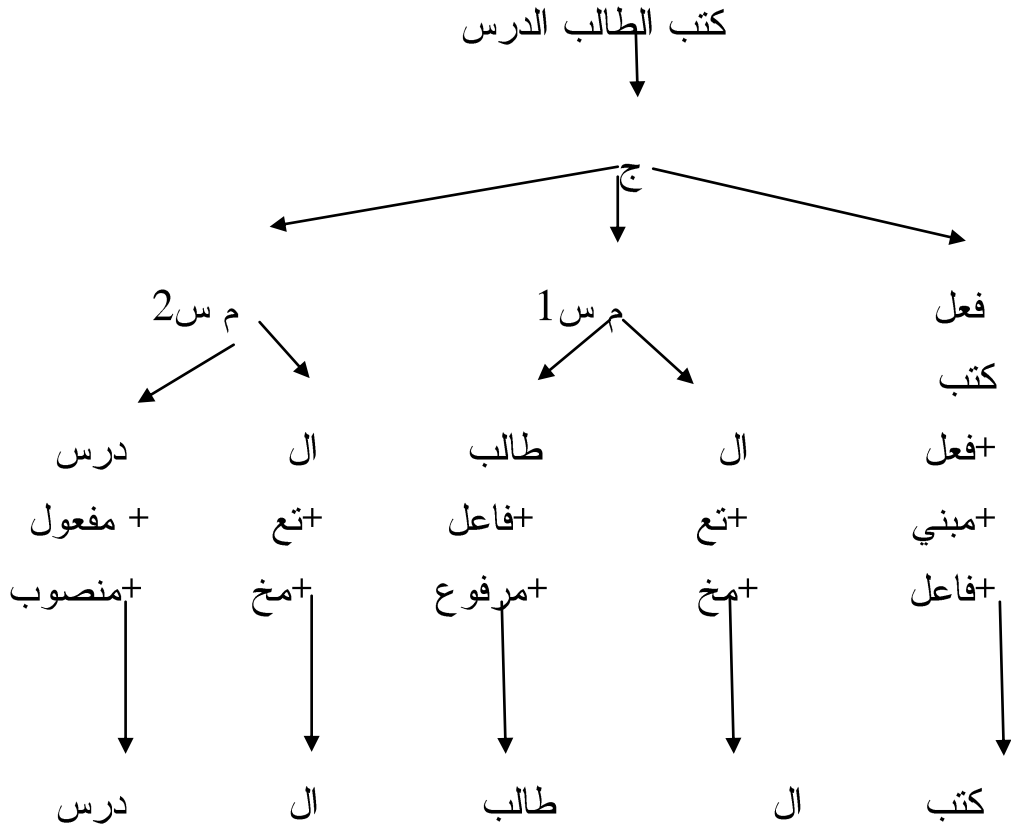 كتب الطالب الدرس
ج
فعل م س1 م س2
كتب
+فعل ال طالب ال درس
+مبني +تع +فاعل +تع + مفعول
+فاعل +مخ +مرفوع +مخ +منصوب
كتب ال طالب ال درس